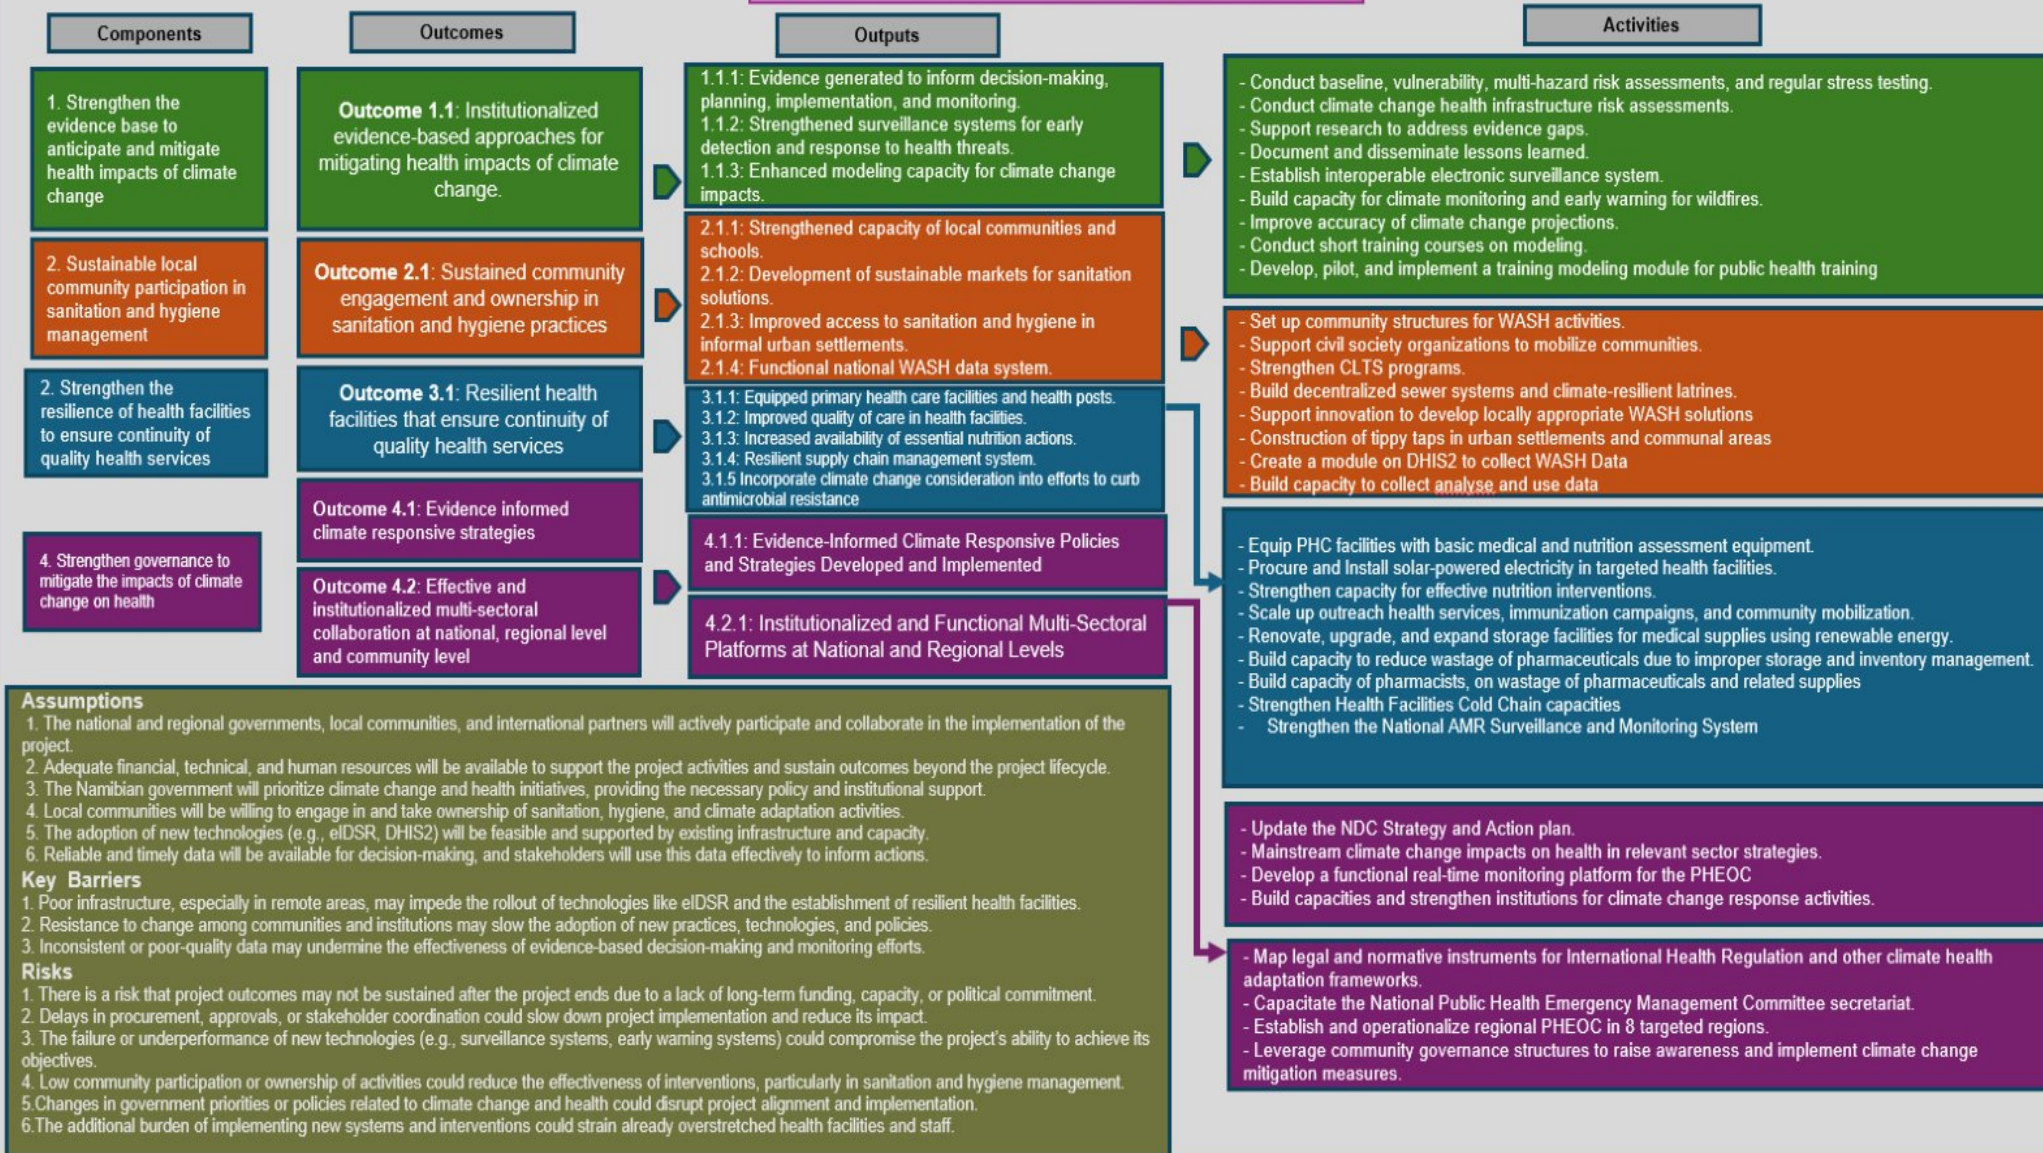 Components
Outcomes
Outputs
Activities
1. Strengthen the
evidence base to
anticipate and mitigate
health impacts of climate
change
Outcome 1.1: Institutionalized
evidence-based approaches for
mitigating health impacts of climate
change.
1.1.1: Evidence generated to inform decision-making,
planning, implementation, and monitoring.
1.1.2: Strengthened surveillance systems for early
detection and response to health threats.
1.1.3: Enhanced modeling capacity for climate change
impacts.
- Conduct baseline, vulnerability, multi-hazard risk assessments, and regular stress testing.
- Conduct climate change health infrastructure risk assessments.
- Support research to address evidence gaps.
- Document and disseminate lessons learned.
- Establish interoperable electronic surveillance system.
- Build capacity for climate monitoring and early warning for wildfires.
- Improve accuracy of climate change projections.
- Conduct short training courses on modeling.
- Develop, pilot, and implement a training modeling module for public health training
2. Sustainable local
community participation in
sanitation and hygiene
management
Outcome 2.1: Sustained community
engagement and ownership in
sanitation and hygiene practices
2.1.1: Strengthened capacity of local communities and
schools.
2.1.2: Development of sustainable markets for sanitation
solutions.
2.1.3: Improved access to sanitation and hygiene in
informal urban settlements.
2.1.4: Functional national WASH data system.
- Set up community structures for WASH activities.
- Support civil society organizations to mobilize communities.
- Strengthen CLTS programs.
- Build decentralized sewer systems and climate-resilient latrines.
- Support innovation to develop locally appropriate WASH solutions
- Construction of tippy taps in urban settlements and communal areas
- Create a module on DHIS2 to collect WASH Data
- Build capacity to collect analyse and use data
2. Strengthen the
resilience of health facilities
to ensure continuity of
quality health services
Outcome 3.1: Resilient health
facilities that ensure continuity of
quality health services
3.1.1: Equipped primary health care facilities and health posts.
3.1.2: Improved quality of care in health facilities.
3.1.3: Increased availability of essential nutrition actions.
3.1.4: Resilient supply chain management system.
3.1.5 Incorporate climate change consideration into efforts to curb
antimicrobial resistance
- Equip PHC facilities with basic medical and nutrition assessment equipment.
- Procure and Install solar-powered electricity in targeted health facilities.
- Strengthen capacity for effective nutrition interventions.
- Scale up outreach health services, immunization campaigns, and community mobilization.
- Renovate, upgrade, and expand storage facilities for medical supplies using renewable energy.
- Build capacity to reduce wastage of pharmaceuticals due to improper storage and inventory management.
- Build capacity of pharmacists, on wastage of pharmaceuticals and related supplies
- Strengthen Health Facilities Cold Chain capacities
- Strengthen the National AMR Surveillance and Monitoring System
4. Strengthen governance to
mitigate the impacts of climate
change on health
Outcome 4.1: Evidence informed
climate responsive strategies
Outcome 4.2: Effective and
institutionalized multi-sectoral
collaboration at national, regional level
and community level
4.1.1: Evidence-Informed Climate Responsive Policies
and Strategies Developed and Implemented
4.2.1: Institutionalized and Functional Multi-Sectoral
Platforms at National and Regional Levels
- Update the NDC Strategy and Action plan.
- Mainstream climate change impacts on health in relevant sector strategies.
- Develop a functional real-time monitoring platform for the PHEOC
- Build capacities and strengthen institutions for climate change response activities.
- Map legal and normative instruments for International Health Regulation and other climate health
adaptation frameworks.
- Capacitate the National Public Health Emergency Management Committee secretariat.
- Establish and operationalize regional PHEOC in 8 targeted regions.
- Leverage community governance structures to raise awareness and implement climate change
mitigation measures.
Assumptions
1. The national and regional governments, local communities, and international partners will actively participate and collaborate in the implementation of the
project.
2. Adequate financial, technical, and human resources will be available to support the project activities and sustain outcomes beyond the project lifecycle.
3. The Namibian government will prioritize climate change and health initiatives, providing the necessary policy and institutional support.
4. Local communities will be willing to engage in and take ownership of sanitation, hygiene, and climate adaptation activities.
5. The adoption of new technologies (e.g., eIDSR, DHIS2) will be feasible and supported by existing infrastructure and capacity.
6. Reliable and timely data will be available for decision-making, and stakeholders will use this data effectively to inform actions.
Key Barriers
1. Poor infrastructure, especially in remote areas, may impede the rollout of technologies like eIDSR and the establishment of resilient health facilities.
2. Resistance to change among communities and institutions may slow the adoption of new practices, technologies, and policies.
3. Inconsistent or poor-quality data may undermine the effectiveness of evidence-based decision-making and monitoring efforts.
Risks
1. There is a risk that project outcomes may not be sustained after the project ends due to a lack of long-term funding, capacity, or political commitment.
2. Delays in procurement, approvals, or stakeholder coordination could slow down project implementation and reduce its impact.
3. The failure or underperformance of new technologies (e.g., surveillance systems, early warning systems) could compromise the project's ability to achieve its
objectives.
4. Low community participation or ownership of activities could reduce the effectiveness of interventions, particularly in sanitation and hygiene management.
5.Changes in government priorities or policies related to climate change and health could disrupt project alignment and implementation.
6.The additional burden of implementing new systems and interventions could strain already overstretched health facilities and staff.